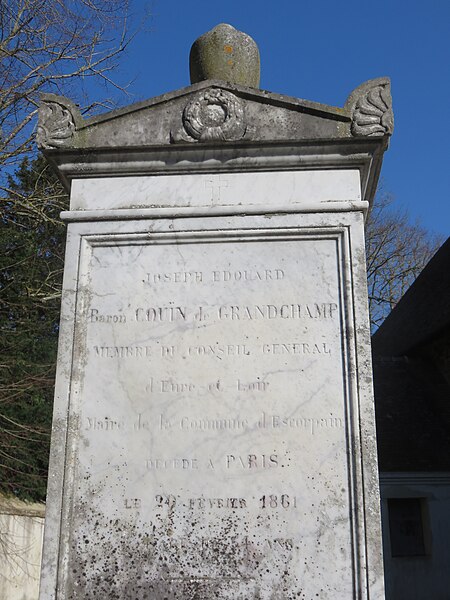 JOSEPH EDOUARD
Baron COUIN de GRANDCHAMP
MEMBRE DU CONSEIL GENERAL
d'Eure et Loir
Maire de la Commune d'Escorpain
DECEDE A PARIS
LE FEVRIER 1861
ANS